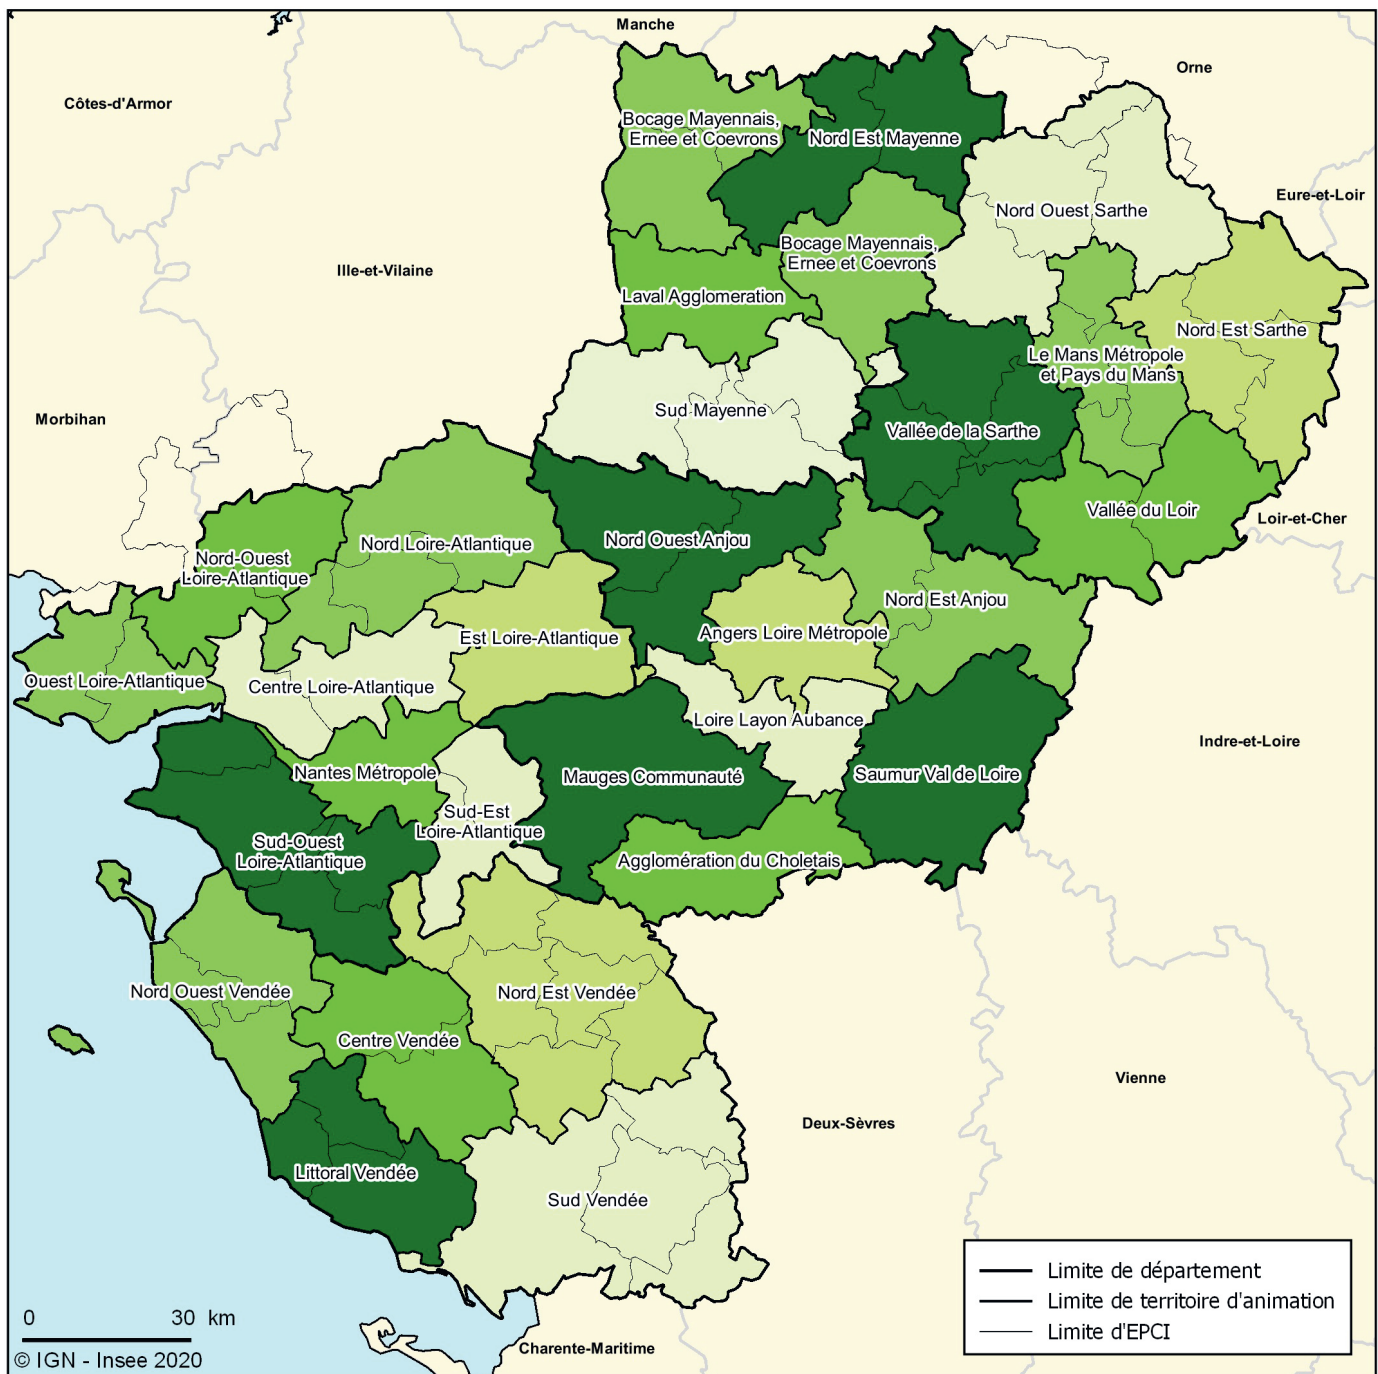 Manche
Orne
Côtes-d'Armor
Bocage Mayennais,
Ernee et Coevrons
Nord Est Mayenne
Eure-et-Loir
Nord Ouest Sarthe
Bocage Mayennais,
Ernee et Coevrons
Ille-et-Vilaine
Laval Agglomeration
Nord Est Sarthe
Le Mans Métropole
et Pays du Mans
Sud Mayenne
Morbihan
Vallée de la Sarthe
Vallée du Loir
Loir-et-Cher
Nord Ouest Anjou
Nord Loire-Atlantique
Nord-Ouest
Loire-Atlantique
Nord Est Anjou
Angers Loire Métropole
Est Loire-Atlantique
Ouest Loire-Atlantique
Centre Loire-Atlantique
Loire Layon Aubance
Indre-et-Loire
Nantes Métropole
Mauges Communauté
Saumur Val de Loire
Sud-Est
Loire-Atlantique
Sud-Ouest
Loire-Atlantique
Agglomération du Choletais
Nord Ouest Vendée
Nord Est Vendée
Centre Vendée
Vienne
Deux-Sèvres
Littoral Vendée
Sud Vendée
Limite de département
Limite de territoire d'animation
Limite d'EPCI
0 30 km
Charente-Maritime
© IGN - Insee 2020